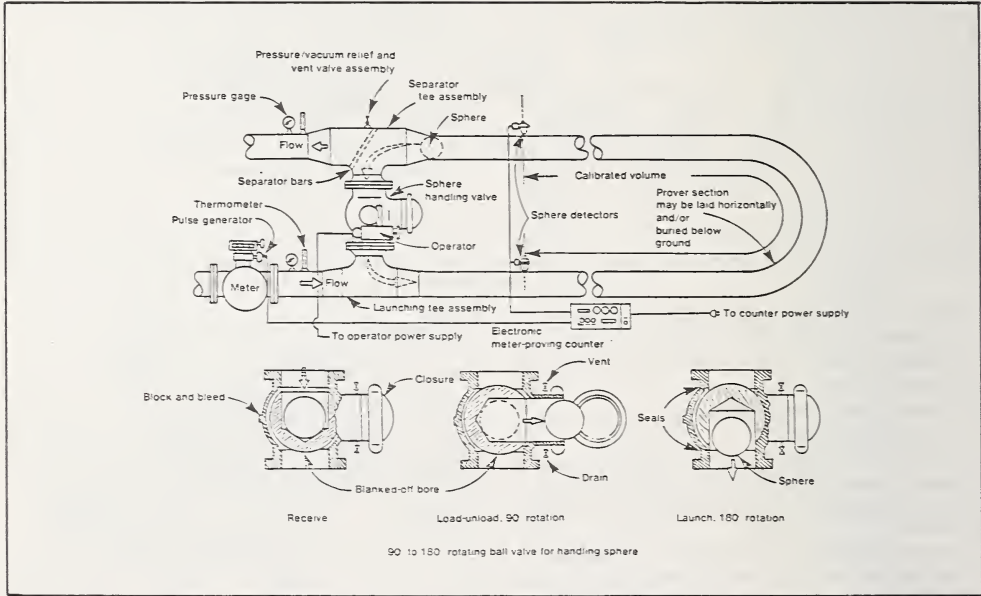 Pressure/vacuum relief and
vent valve assembly
Separator
tee assembly
Pressure gage
Sphere
Flow
Separator bars
Sphere
handling valve
Calibrated volume
Prover section
may be laid horizontally
and/or
buried below
ground
Thermometer
Pulse generator
Sphere detectors
Operator
Meter
Flow
Launching tee assembly
To counter power supply
To operator power supply
Electronic
meter-proving counter
Vent
Closure
Block and bleed
Seals
Blanked-off bore
Drain
Sphere
Receive
Load-unload, 90 rotation
Launch, 180 rotation
90 to 180 rotating ball valve for handling sphere